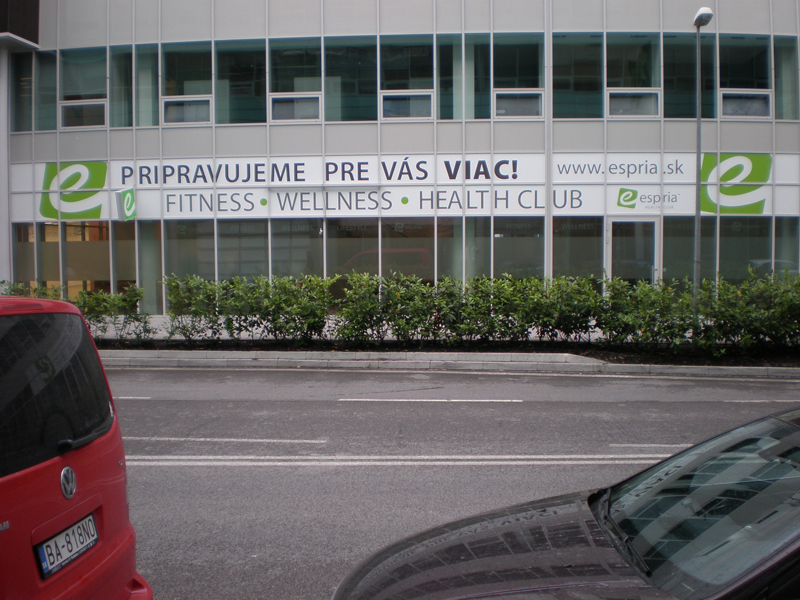 PRIPRAVUJEME PRE VÁS VIAC!
www.espria.sk
FITNESS • WELLNESS • HEALTH CLUB
espria
BA-818NO